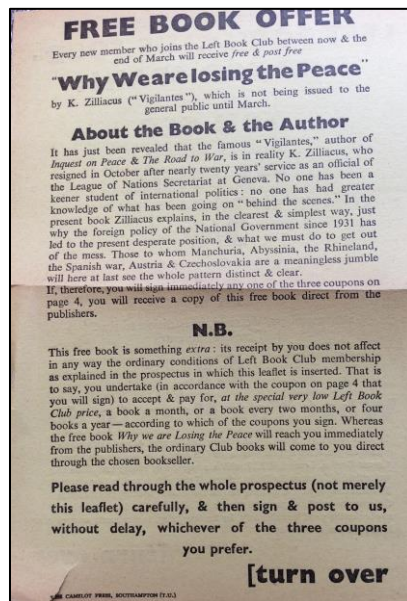 FREE BOOK OFFER
Every new member who joins the Left Book Club between now & the
end of March will receive free & post free
"Why We are losing the Peace"
by K. Zilliacus ("Vigilantes"), which is not being issued to the
general public until March.
About the Book & the Author
It has just been revealed that the famous "Vigilantes," author of
Inquest on Peace & The Road to War, is in reality K. Zilliacus, who
resigned in October after nearly twenty years' service as an official of
the League of Nations Secretariat at Geneva. No one has been a
keener student of international politics: no one has had greater
knowledge of what has been going on "behind the scenes." In the
present book Zilliacus explains, in the clearest & simplest way, just
why the foreign policy of the National Government since 1931 has
led to the present desperate position, & what we must do to get out
of the mess. Those to whom Manchuria, Abyssinia, the Rhineland,
the Spanish war, Austria & Czechoslovakia are a meaningless jumble
will here at last see the whole pattern distinct & clear.
If, therefore, you will sign immediately any one of the three coupons on
page 4, you will receive a copy of this free book direct from the
publishers.
N.B.
This free book is something extra: its receipt by you does not affect
in any way the ordinary conditions of Left Book Club membership
as explained in the prospectus in which this leaflet is inserted. That is
to say, you undertake (in accordance with the coupon on page 4 that
you will sign) to accept & pay for, at the special very low Left Book
Club price, a book a month, or a book every two months, or four
books a year—according to which of the coupons you sign. Whereas
the free book Why we are Losing the Peace will reach you immediately
from the publishers, the ordinary Club books will come to you direct
through the chosen bookseller.
Please read through the whole prospectus (not merely
this leaflet) carefully, & then sign & post to us,
without delay, whichever of the three coupons
you prefer.
[turn over
CAMELOT PRESS, SOUTHAMPTON (T.U.)